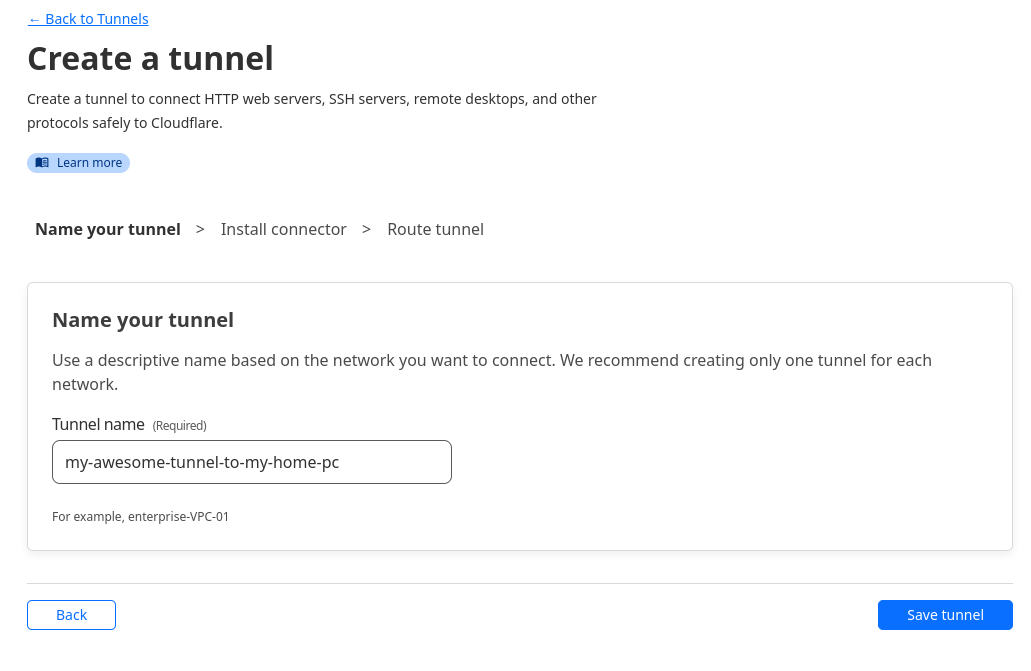 ← Back to Tunnels
Create a tunnel
Create a tunnel to connect HTTP web servers, SSH servers, remote desktops, and other
protocols safely to Cloudflare.
Learn more
Name your tunnel > Install connector > Route tunnel
Name your tunnel
Use a descriptive name based on the network you want to connect. We recommend creating only one tunnel for each
network.
Tunnel name (Required)
my-awesome-tunnel-to-my-home-pc
For example, enterprise-VPC-01
Back Save tunnel